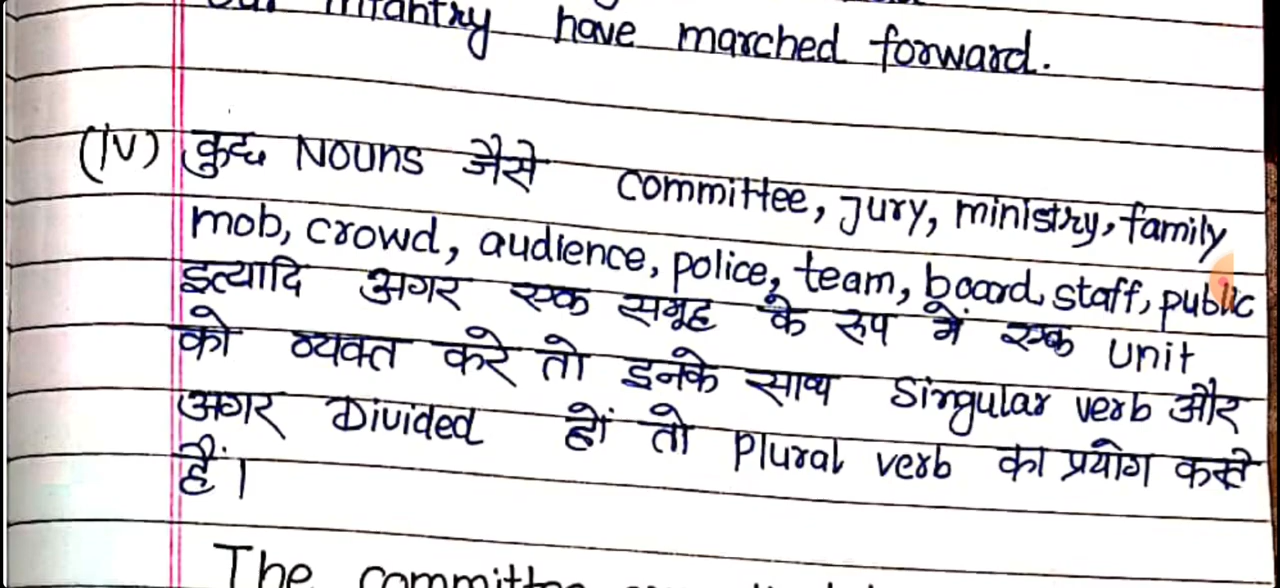 infantry have marched forward.
(iv) कुछ Nouns जैसे committee, jury, ministry, family
mob, crowd, audience, police, team, board, staff, public
इत्यादि अगर एक समूह के रूप में एक unit
को व्यक्त करे तो इनके साथ singular verb और
अगर Divided हों तो Plural verb का प्रयोग करते
हैं।
The